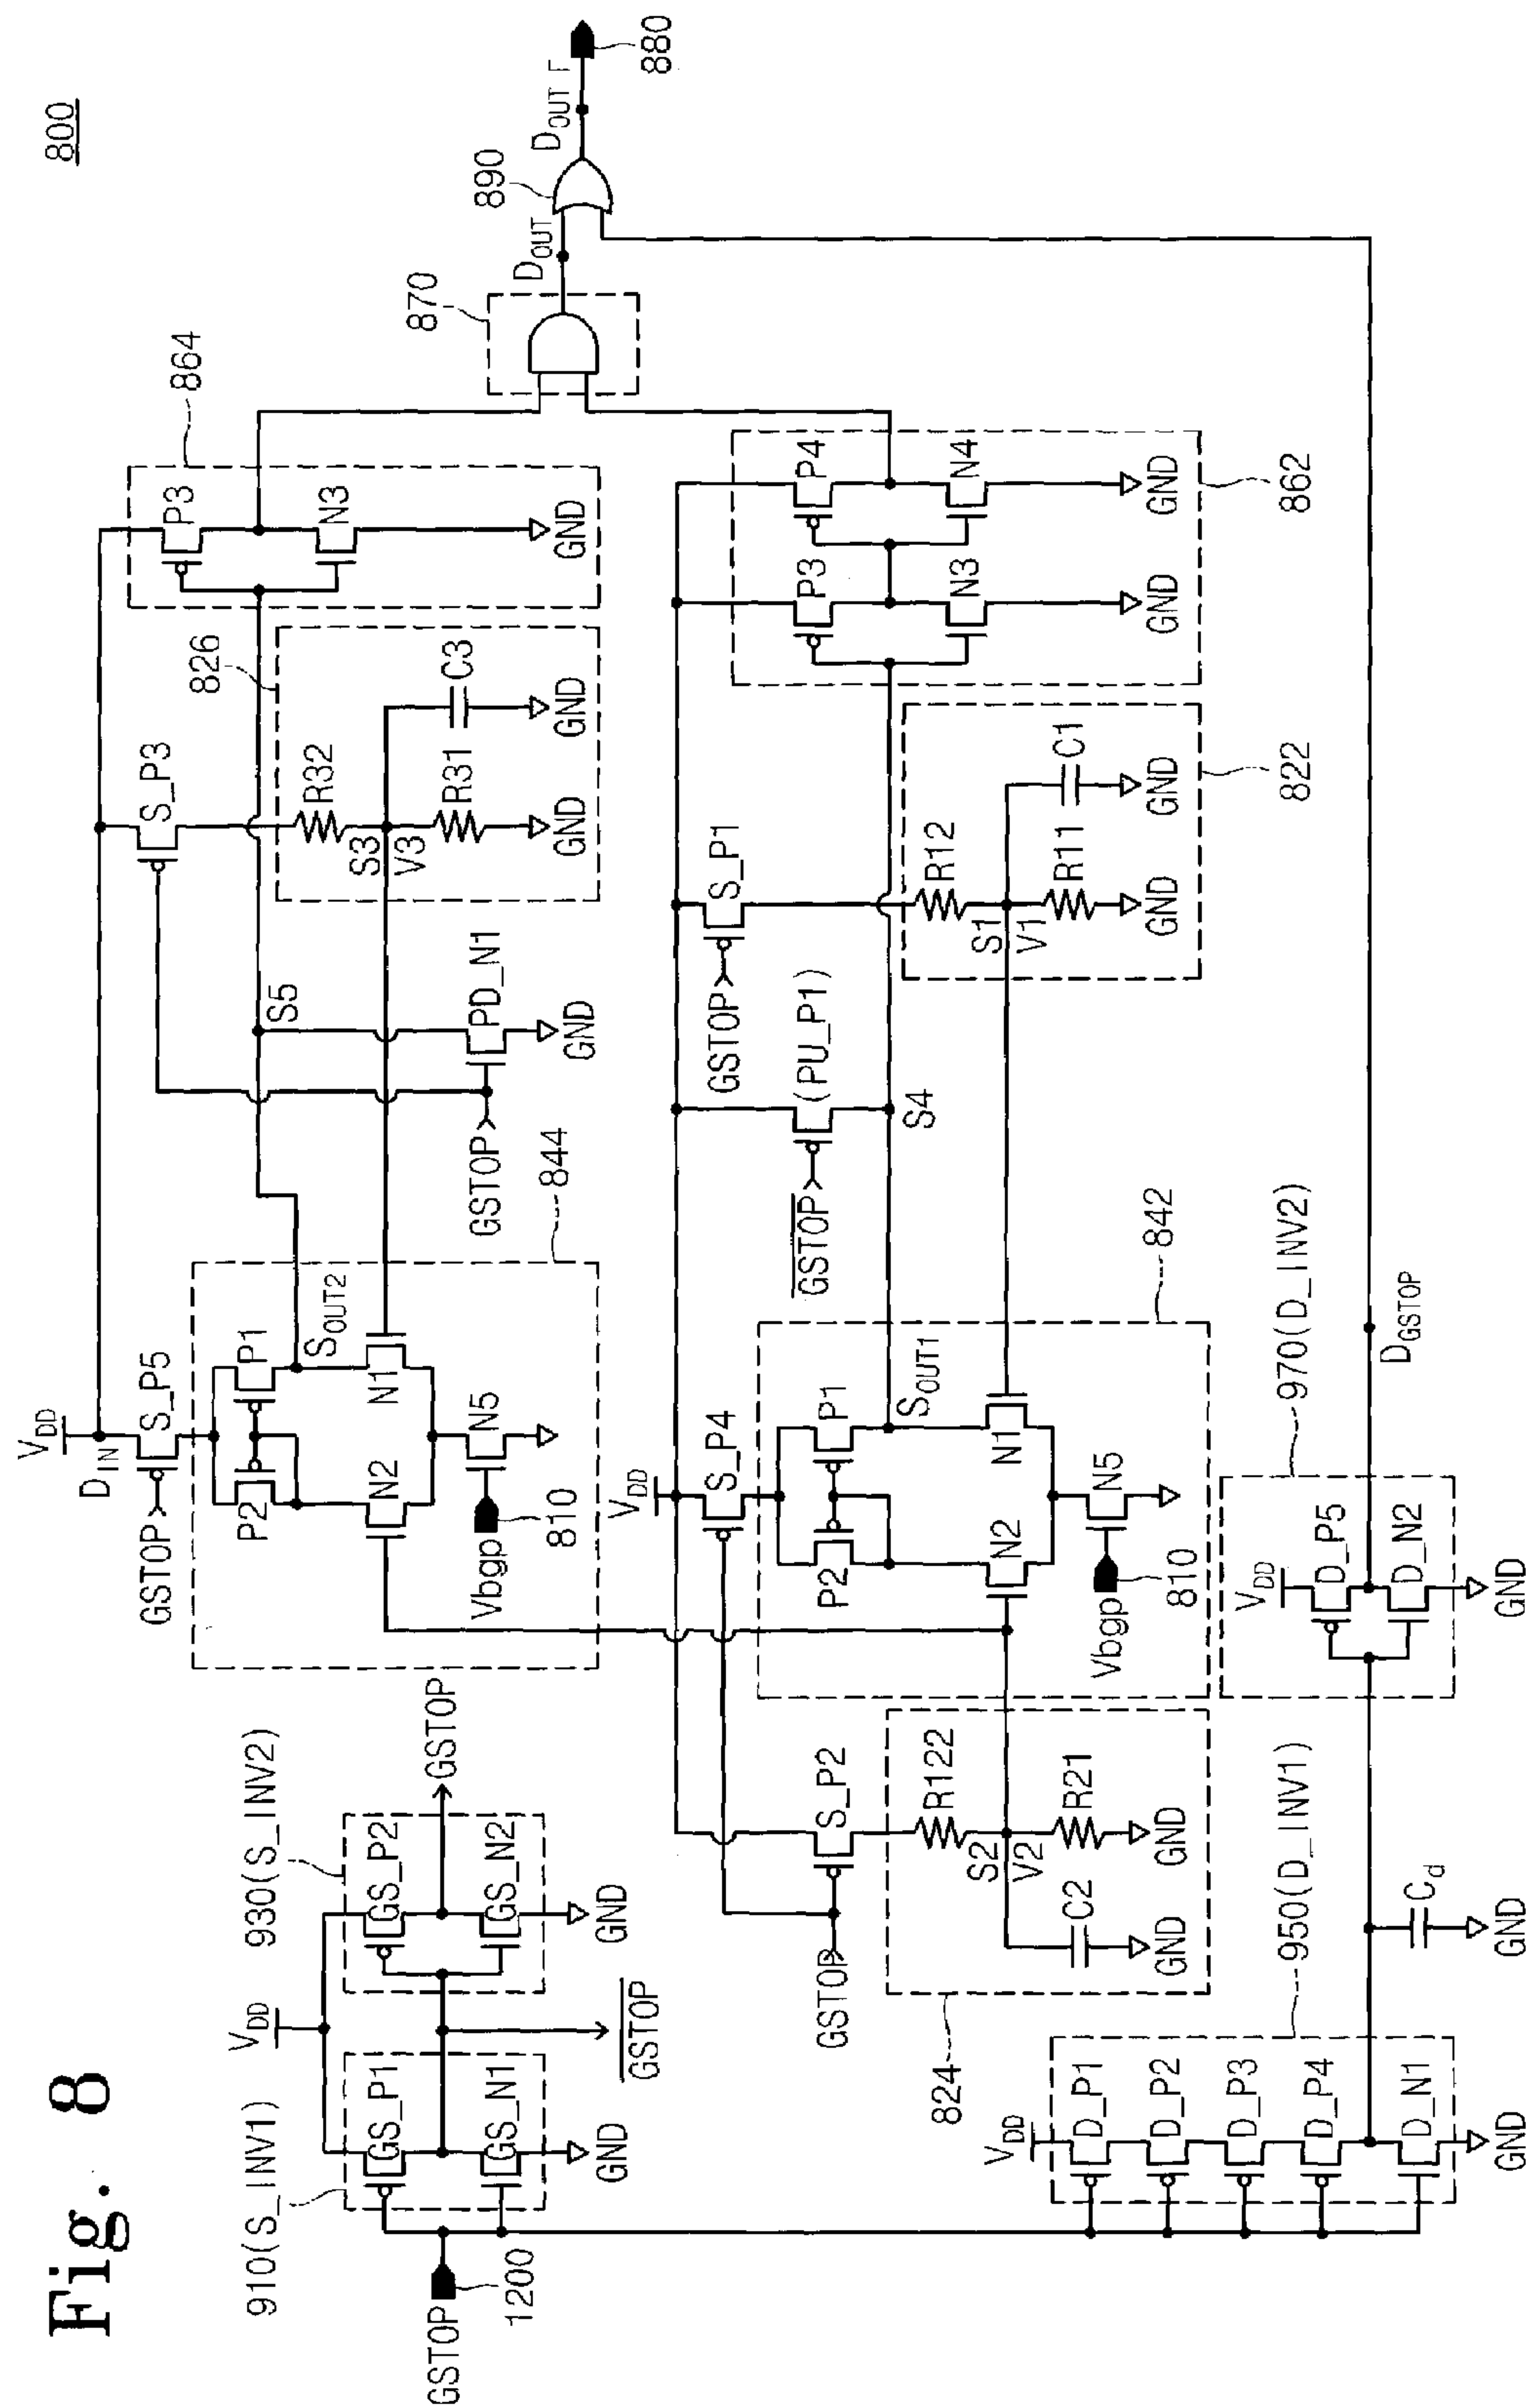 Fig. 8
800
910(S_INV1)
930(S_INV2)
VDD
GS_P1
GS_P2
GSTOP
GSTOP
1200
GS_N1
GS_N2
GND
GND
GSTOP
VDD
DIN
GSTOP
S_P5
P2
P1
SOUT2
N2
N1
Vbgp
N5
810
844
S5
GSTOP
PD_N1
GND
S_P3
826
R32
S3
V3
R31
C3
GND
GND
864
P3
N3
GND
870
DOUT
890
DOUT_F
880
VDD
S_P4
GSTOP
S_P2
824
R122
S2
V2
C2
R21
GND
GND
P2
P1
SOUT1
N2
N1
Vbgp
N5
810
842
GSTOP
(PU_P1)
S4
GSTOP
S_P1
R12
S1
V1
R11
C1
GND
GND
822
P3
P4
N3
N4
GND
GND
862
950(D_INV1)
VDD
D_P1
D_P2
D_P3
D_P4
D_N1
GND
Cd
GND
970(D_INV2)
VDD
D_P5
D_N2
GND
DGSTOP